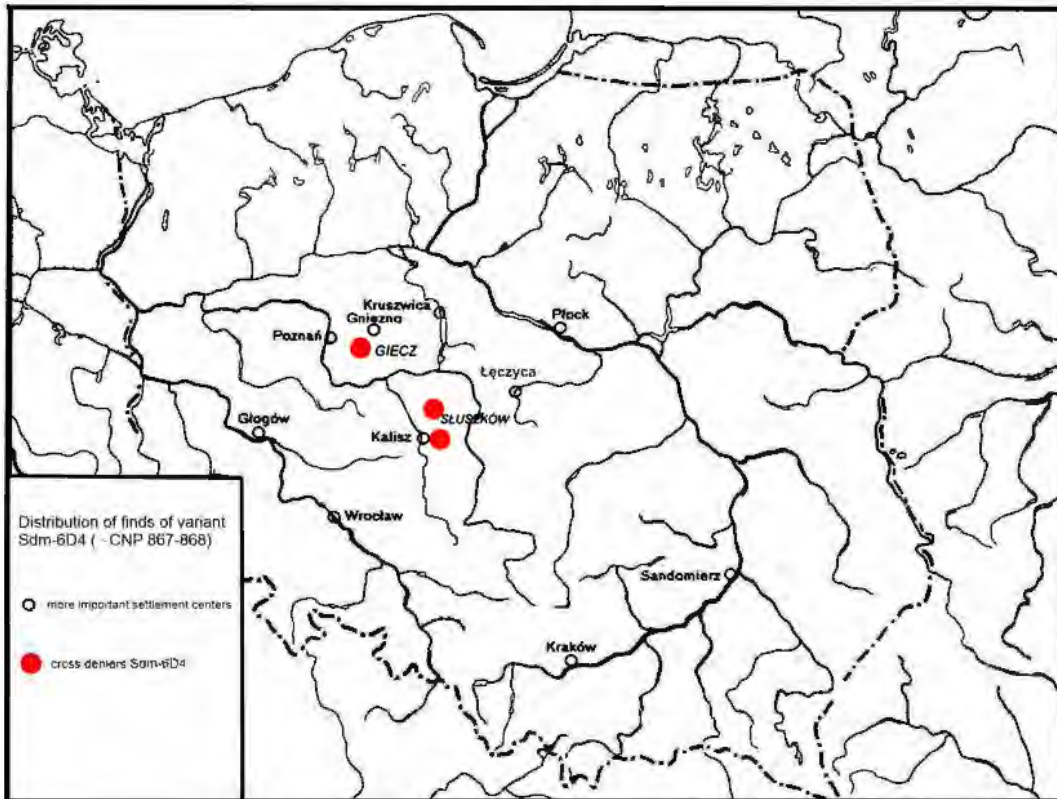 Kruszwica
Gniezno
Płock
Poznań
GIECZ
Łęczyca
SŁUSZKÓW
Głogów
Kalisz
Wrocław
Sandomierz
Kraków
Distribution of finds of variant
Sdm-6D4 ( ~ CNP 867-868)
more important settlement centers
cross deniers Sdm-6D4